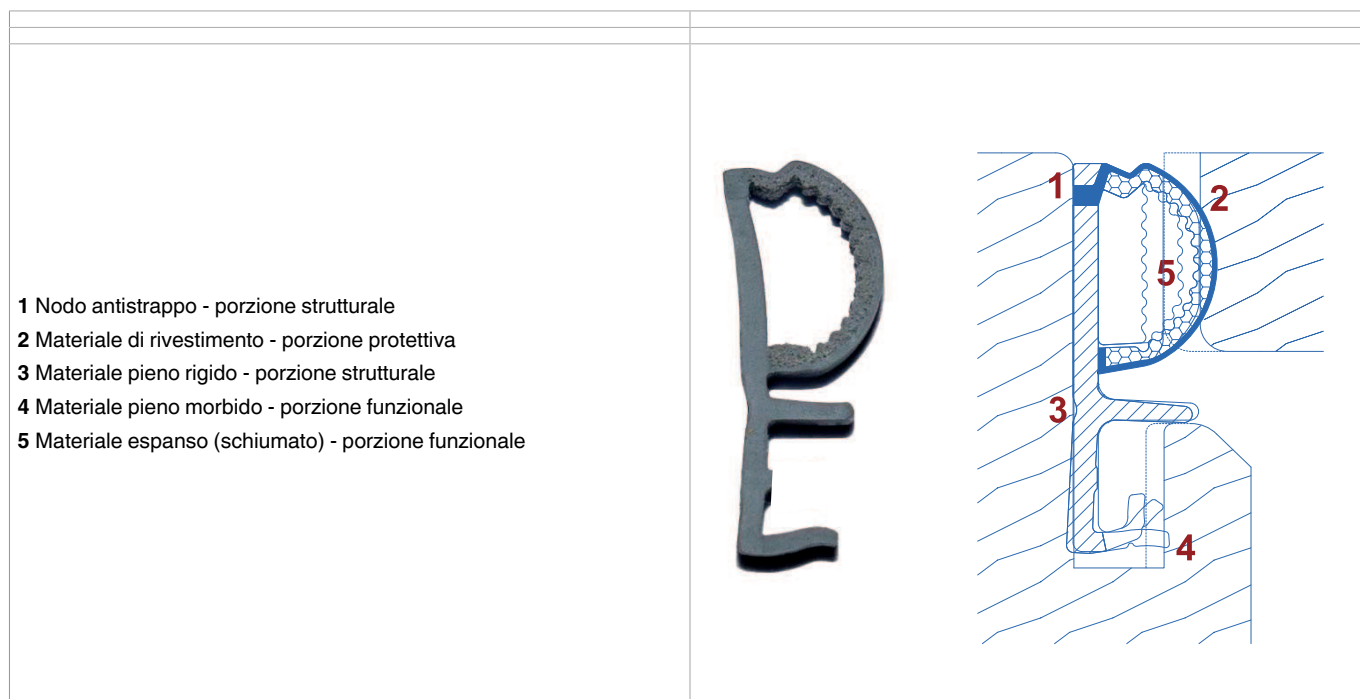 1 Nodo antistrappo - porzione strutturale
2 Materiale di rivestimento - porzione protettiva
3 Materiale pieno rigido - porzione strutturale
4 Materiale pieno morbido - porzione funzionale
5 Materiale espanso (schiumato) - porzione funzionale
1
2
5
3
4